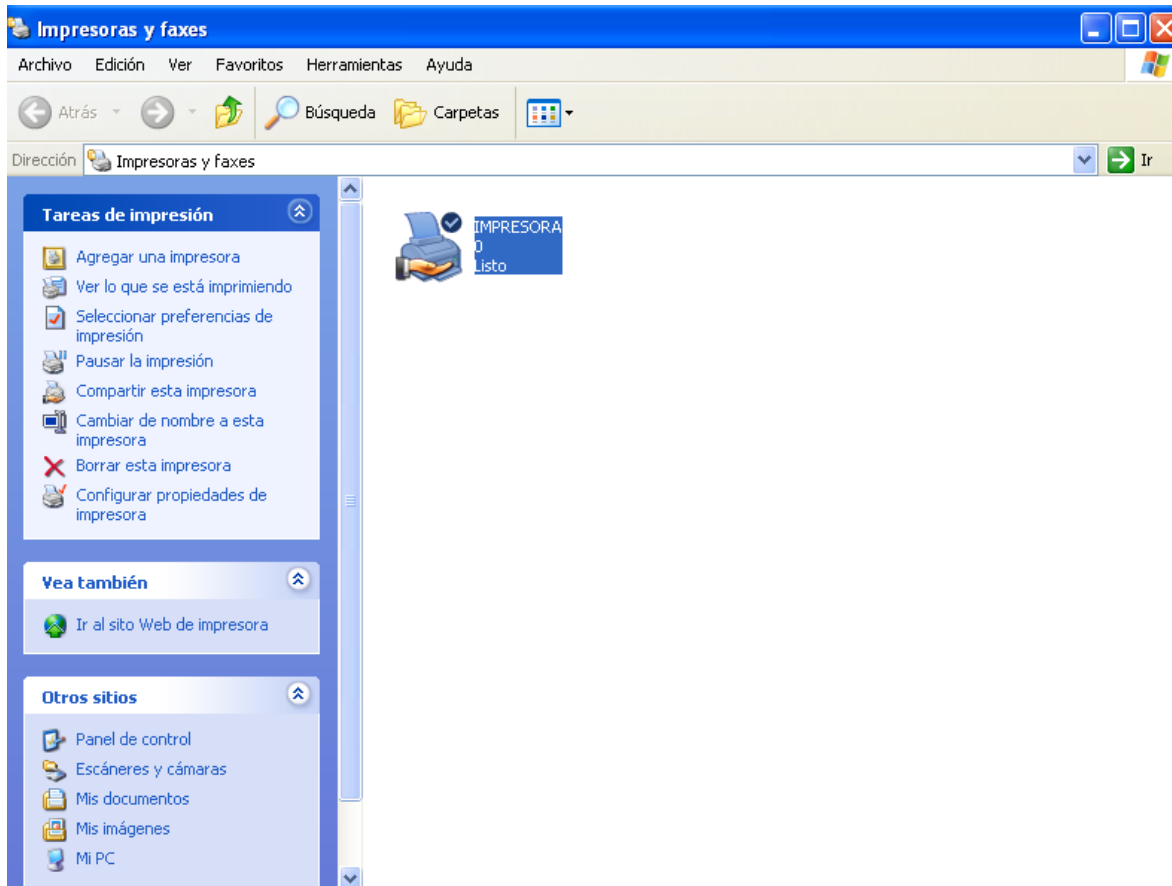 Impresoras y faxes
Archivo Edición Ver Favoritos Herramientas Ayuda
Atrás Búsqueda Carpetas
Dirección Impresoras y faxes Ir
Tareas de impresión
Agregar una impresora
Ver lo que se está imprimiendo
Seleccionar preferencias de
impresión
Pausar la impresión
Compartir esta impresora
Cambiar de nombre a esta
impresora
Borrar esta impresora
Configurar propiedades de
impresora
Vea también
Ir al sito Web de impresora
Otros sitios
Panel de control
Escáneres y cámaras
Mis documentos
Mis imágenes
Mi PC
IMPRESORA
0
Listo